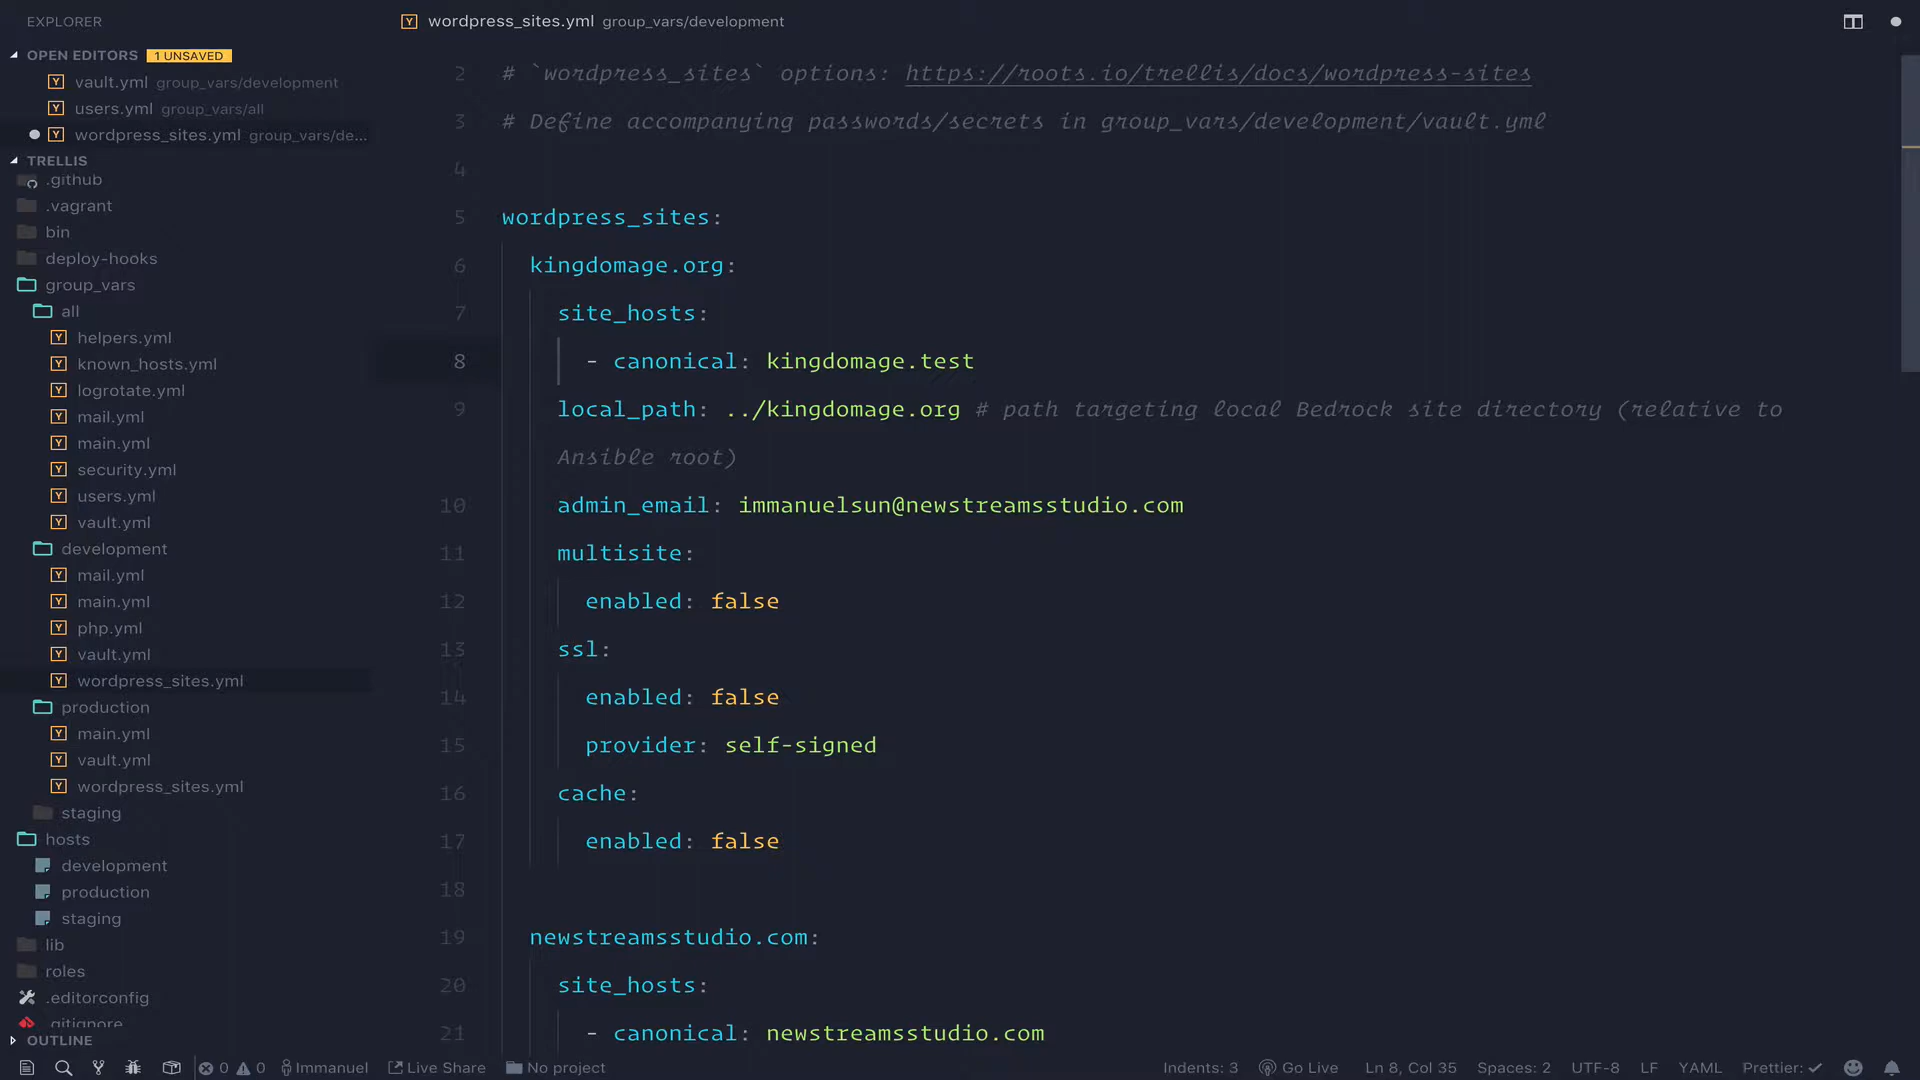 EXPLORER
OPEN EDITORS 1 UNSAVED
vault.yml group_vars/development
users.yml group_vars/all
wordpress_sites.yml group_vars/de...
TRELLIS
.github
.vagrant
bin
deploy-hooks
group_vars
all
helpers.yml
known_hosts.yml
logrotate.yml
mail.yml
main.yml
security.yml
users.yml
vault.yml
development
mail.yml
main.yml
php.yml
vault.yml
wordpress_sites.yml
production
main.yml
vault.yml
wordpress_sites.yml
staging
hosts
development
production
staging
lib
roles
.editorconfig
.gitignore
OUTLINE
wordpress_sites.yml group_vars/development
2 # `wordpress_sites` options: https://roots.io/trellis/docs/wordpress-sites
3 # Define accompanying passwords/secrets in group_vars/development/vault.yml
4
5 wordpress_sites:
6 kingdomage.org:
7 site_hosts:
8 - canonical: kingdomage.test
9 local_path: ../kingdomage.org # path targeting local Bedrock site directory (relative to
Ansible root)
10 admin_email: immanuelsun@newstreamsstudio.com
11 multisite:
12 enabled: false
13 ssl:
14 enabled: false
15 provider: self-signed
16 cache:
17 enabled: false
18
19 newstreamsstudio.com:
20 site_hosts:
21 - canonical: newstreamsstudio.com
0 0 Immanuel Live Share No project Indents: 3 Go Live Ln 8, Col 35 Spaces: 2 UTF-8 LF YAML Prettier: ✓